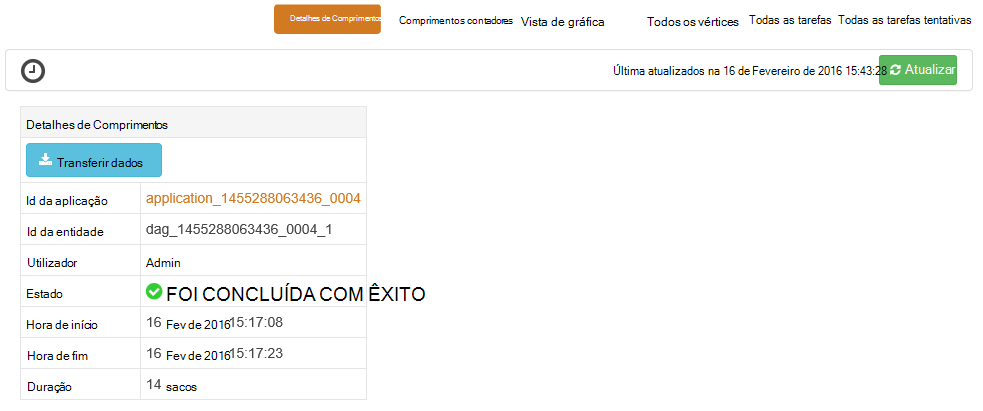 Detalhes de Comprimentos Comprimentos contadores Vista de gráfica Todos os vértices Todas as tarefas Todas as tarefas tentativas
Última atualizados na 16 de Fevereiro de 2016 15:43:28 Atualizar
Detalhes de Comprimentos
Transferir dados
Id da aplicação application_1455288063436_0004
Id da entidade dag_1455288063436_0004_1
Utilizador Admin
Estado FOI CONCLUÍDA COM ÊXITO
Hora de início 16 Fev de 2016 15:17:08
Hora de fim 16 Fev de 2016 15:17:23
Duração 14 sacos